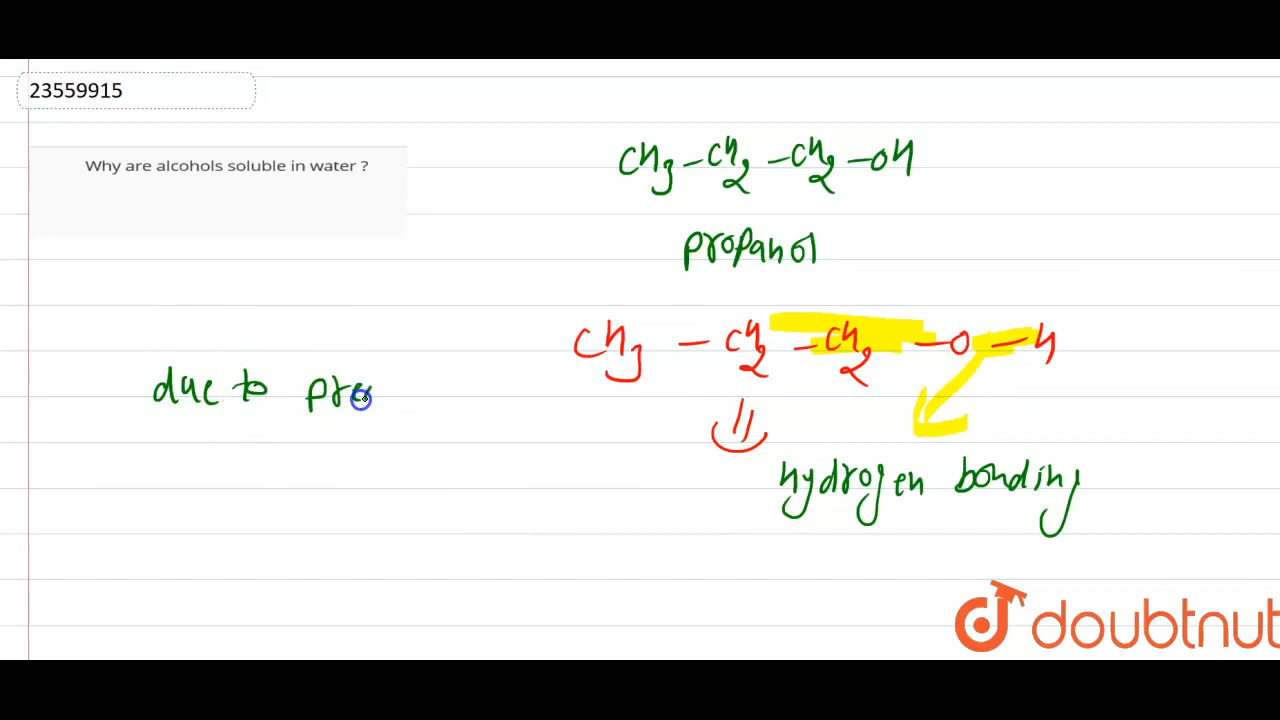 23559915
Why are alcohols soluble in water ?
CH3 - CH2 - CH2 - OH
propanol
CH3 - CH2 - CH2 - O - H
due to pre
hydrogen bonding
doubtnut